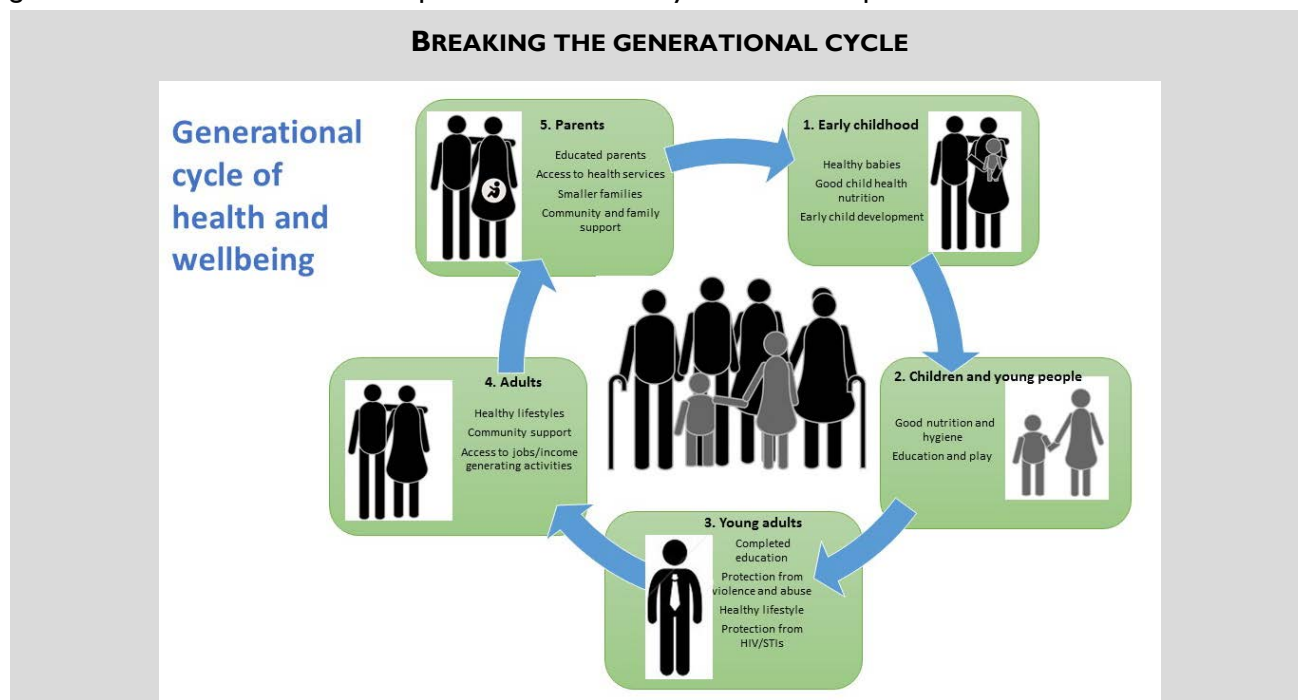 BREAKING THE GENERATIONAL CYCLE
Generational
cycle of
health and
wellbeing
5. Parents
Educated parents
Access to health services
Smaller families
Community and family
support
1. Early childhood
Healthy babies
Good child health
nutrition
Early child development
2. Children and young people
Good nutrition and
hygiene
Education and play
3. Young adults
Completed
education
Protection from
violence and abuse
Healthy lifestyle
Protection from
HIV/STIs
4. Adults
Healthy lifestyles
Community support
Access to jobs/income
generating activities